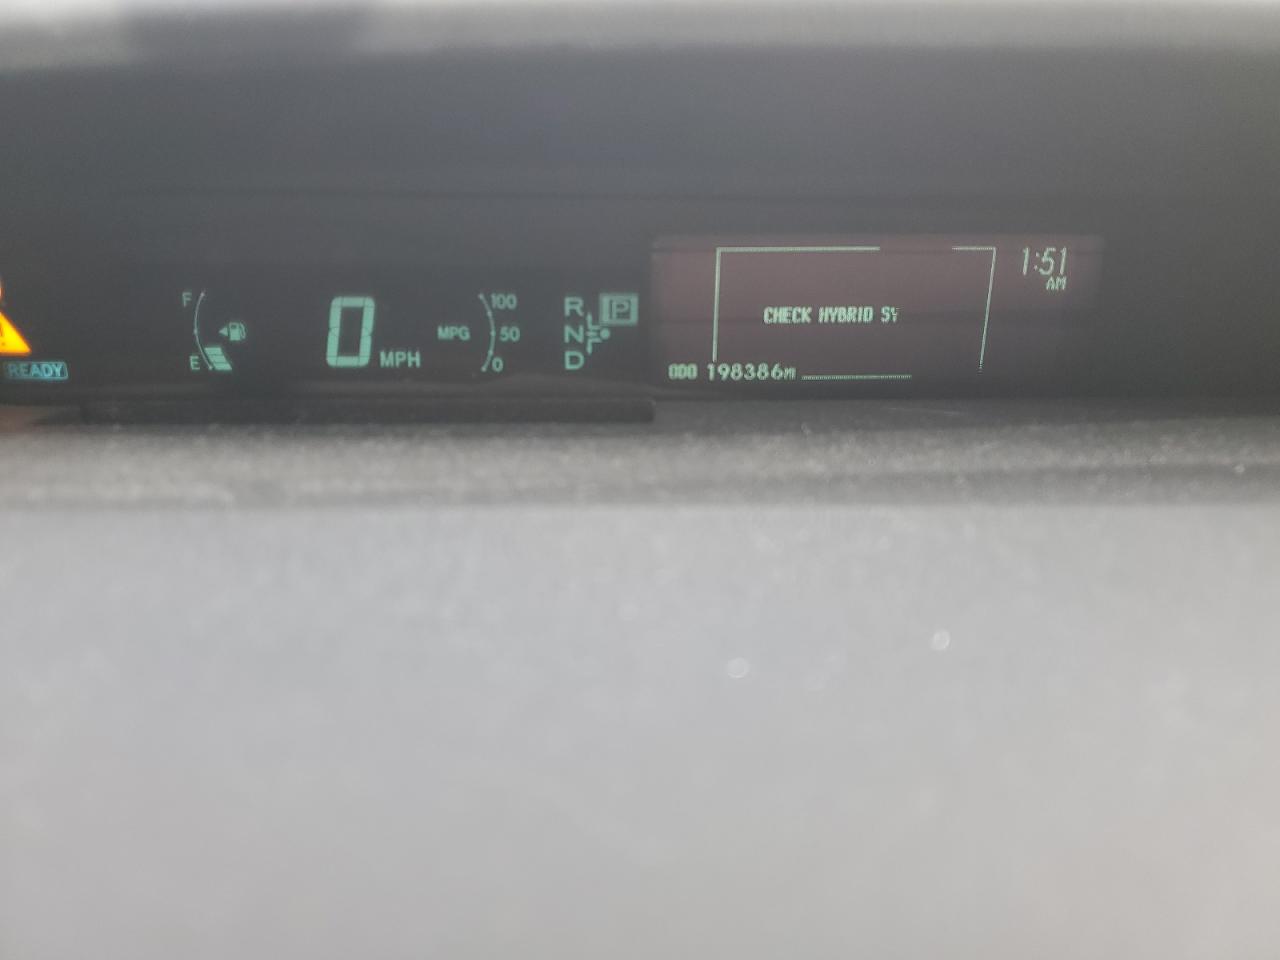 F
E
READY
0 MPH
MPG
100
50
0
R
N
D
P
1:51
AM
CHECK HYBRID SY
ODO 198386MI